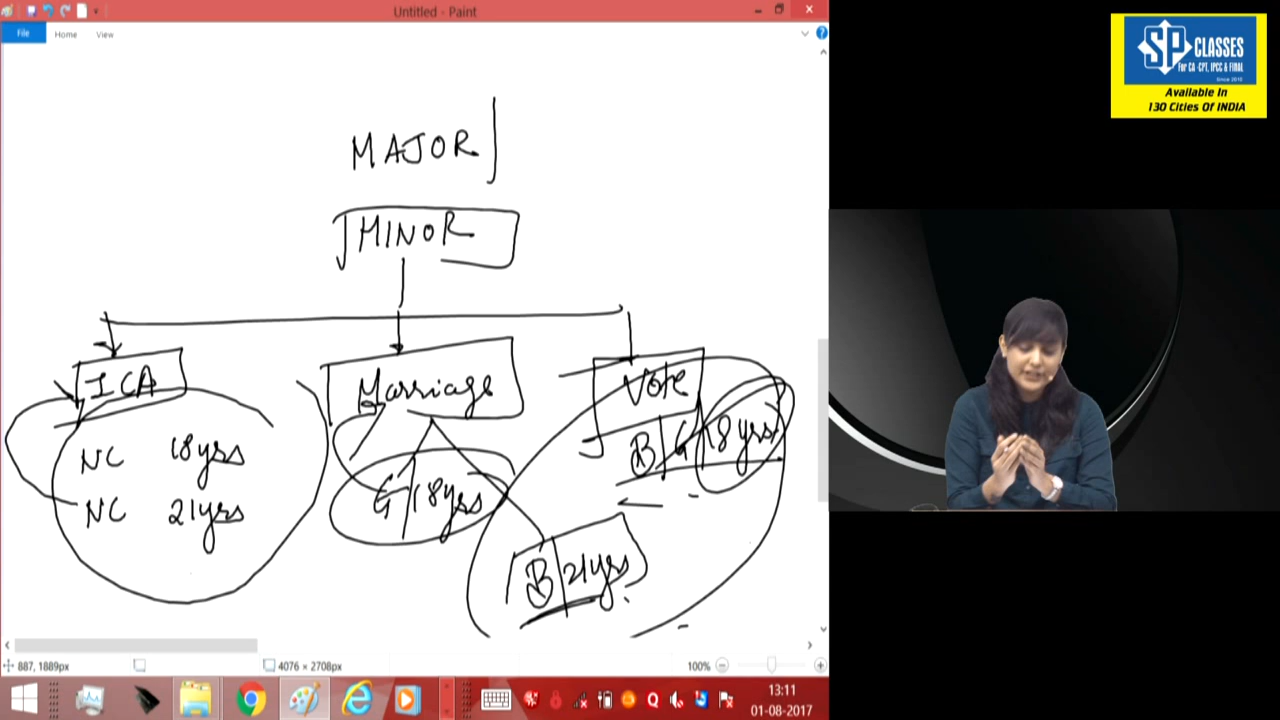 Untitled - Paint
File Home View
SP CLASSES
For CA-CPT, IPCC & FINAL
Since 2010
Available In
130 Cities Of INDIA
MAJOR
MINOR
ICA Marriage Vote
NC 18yrs
NC 21yrs
G 18yrs
B G 18yrs
B 21yrs
887, 1889px 4076 × 2708px 100%
13:11
01-08-2017